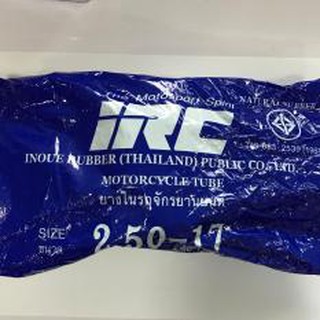 The Motorsport Spirit
NATURAL RUBBER
IRC
INOUE RUBBER (THAILAND) PUBLIC CO., LTD.
MOTORCYCLE TUBE
ยางในรถจักรยานยนต์
SIZE 2.50-17
ขนาด